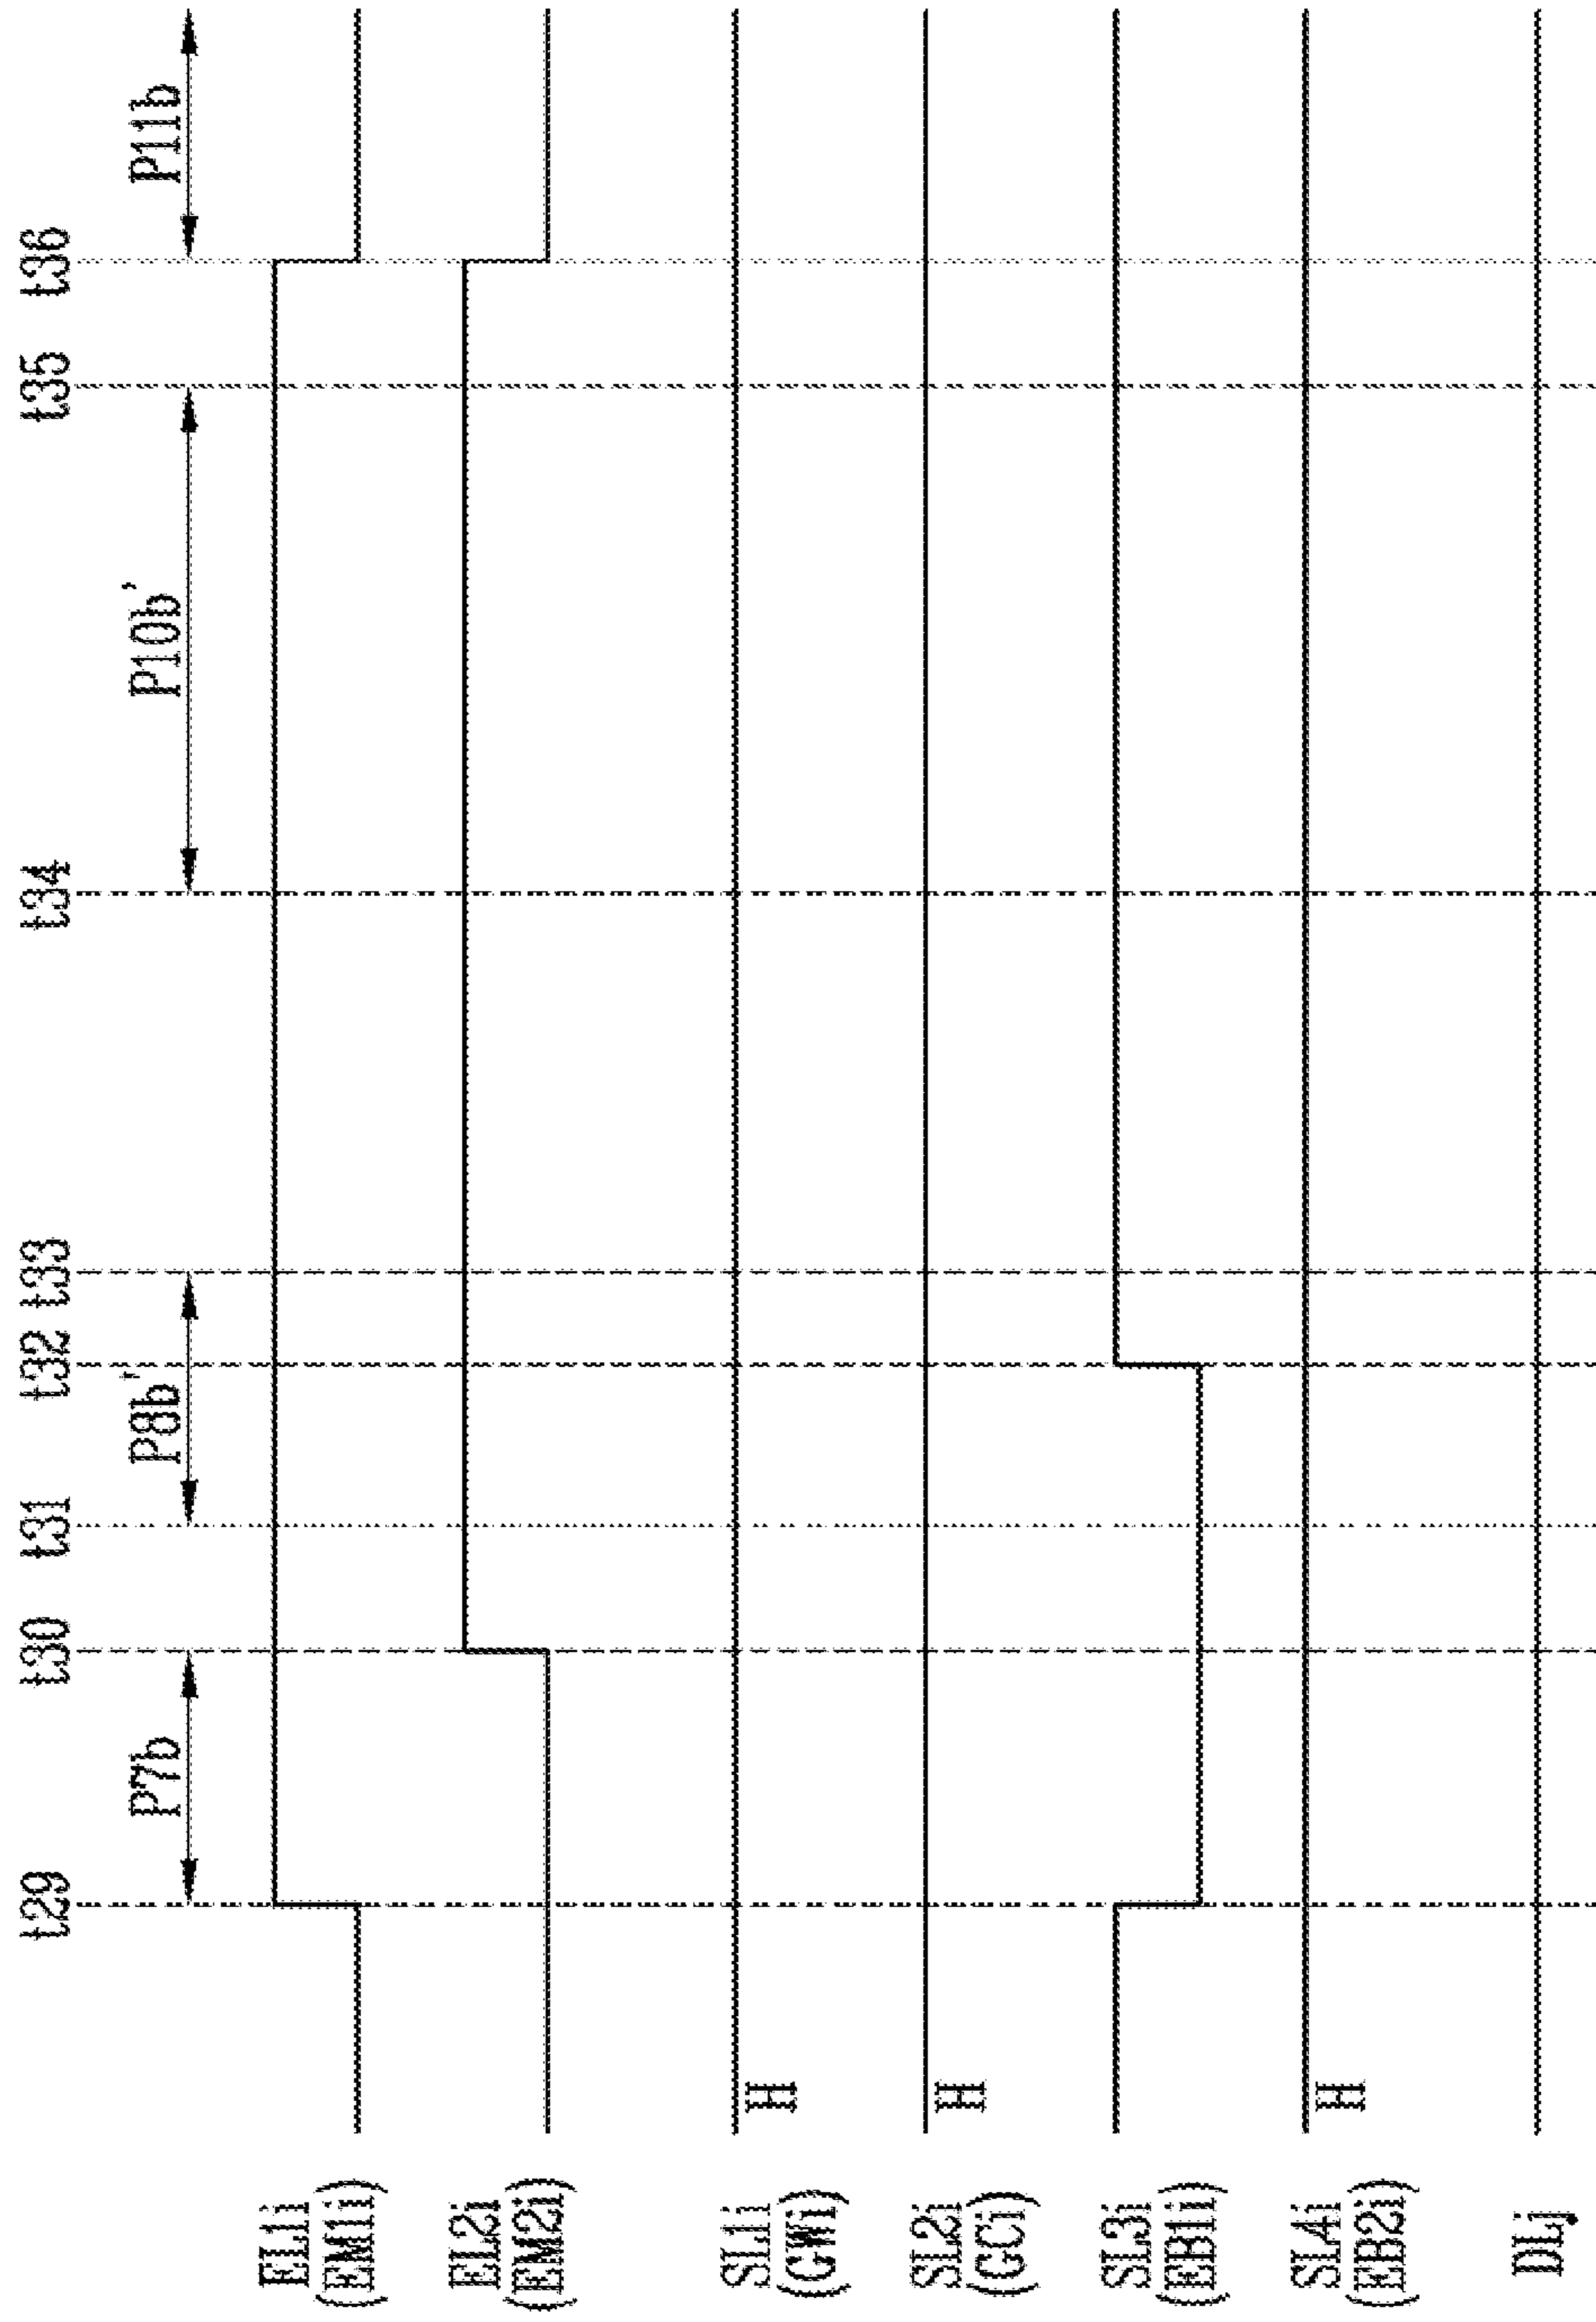 t29 t30 t31 t32 t33 t34 t35 t36
P7b P8b' P10b' P11b
EL1i
(EM1i)
EL2i
(EM2i)
SL1i
(GWi)
H
SL2i
(GCi)
H
SL3i
(EB1i)
SL4i
(EB2i)
H
DLj